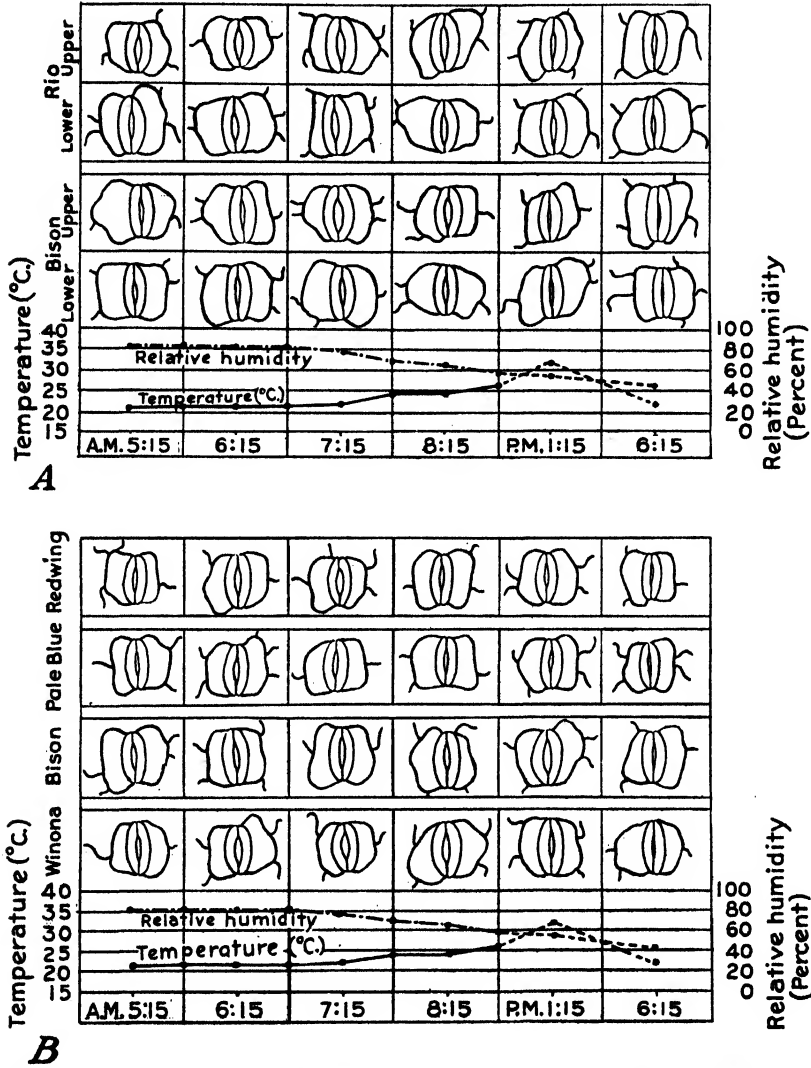 Rio
Upper
Lower
Bison
Upper
Lower
Temperature (°C.)
40
35
30
25
20
15
Relative humidity
Temperature (°C.)
100
80
60
40
20
0
Relative humidity
(Percent)
A.M. 5:15 6:15 7:15 8:15 P.M. 1:15 6:15
A
Redwing
Pale Blue
Bison
Winona
Temperature (°C.)
40
35
30
25
20
15
Relative humidity
Temperature (°C.)
100
80
60
40
20
0
Relative humidity
(Percent)
A.M. 5:15 6:15 7:15 8:15 P.M. 1:15 6:15
B